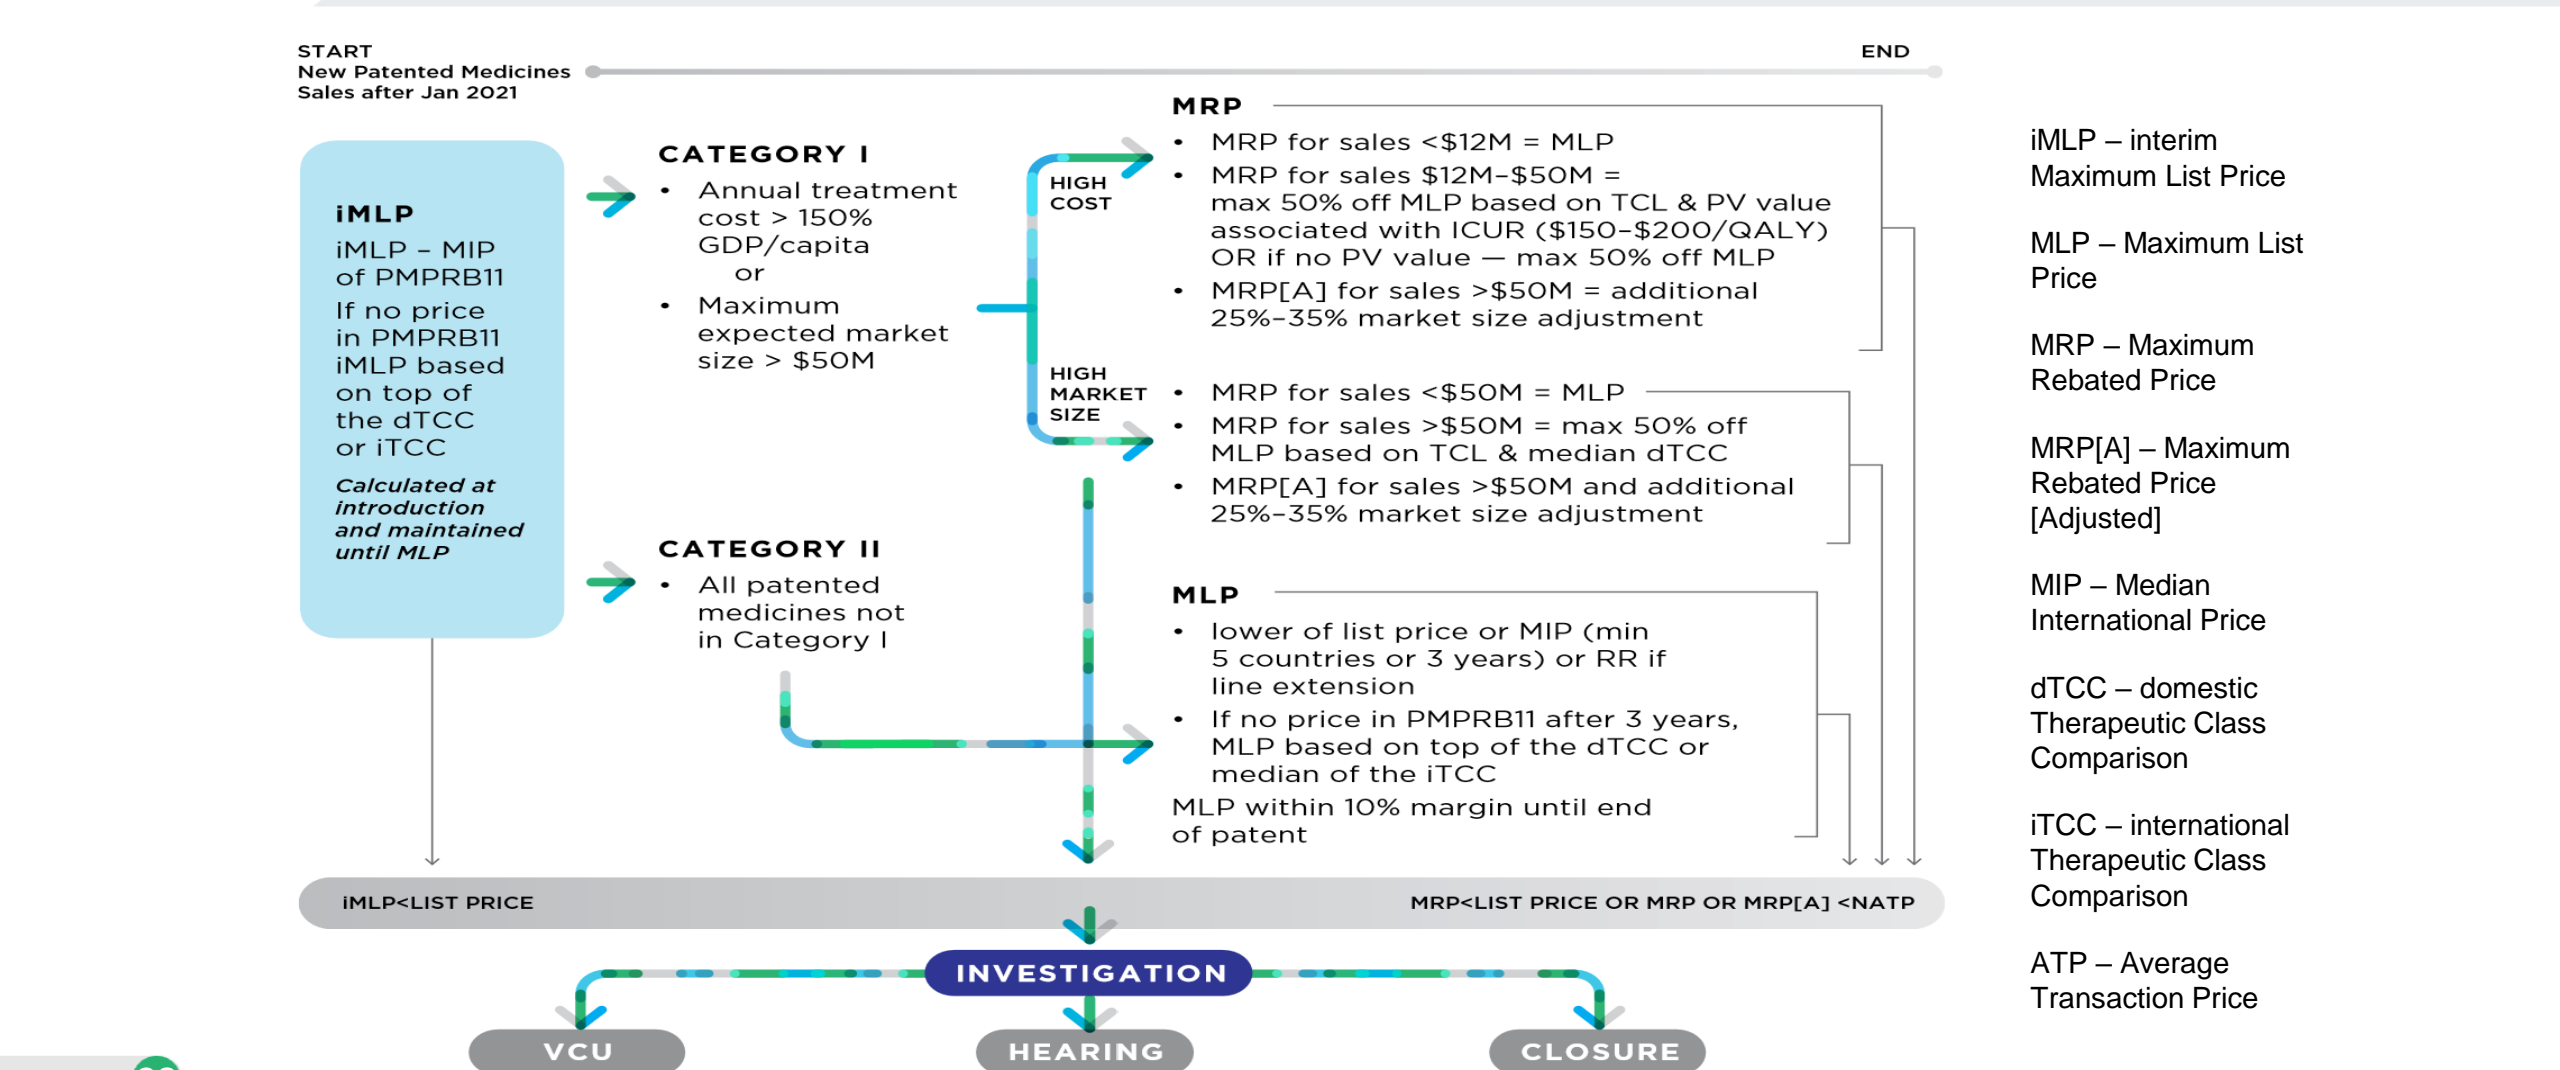 START
New Patented Medicines
Sales after Jan 2021
END
iMLP
iMLP – MIP
of PMPRB11
If no price
in PMPRB11
iMLP based
on top of
the dTCC
or iTCC
Calculated at
introduction
and maintained
until MLP
CATEGORY I
• Annual treatment
cost > 150%
GDP/capita
or
• Maximum
expected market
size > $50M
CATEGORY II
• All patented
medicines not
in Category I
HIGH
COST
HIGH
MARKET
SIZE
MRP
• MRP for sales <$12M = MLP
• MRP for sales $12M–$50M =
max 50% off MLP based on TCL & PV value
associated with ICUR ($150–$200/QALY)
OR if no PV value — max 50% off MLP
• MRP[A] for sales >$50M = additional
25%–35% market size adjustment
• MRP for sales <$50M = MLP
• MRP for sales >$50M = max 50% off
MLP based on TCL & median dTCC
• MRP[A] for sales >$50M and additional
25%–35% market size adjustment
MLP
• lower of list price or MIP (min
5 countries or 3 years) or RR if
line extension
• If no price in PMPRB11 after 3 years,
MLP based on top of the dTCC or
median of the iTCC
MLP within 10% margin until end
of patent
iMLP<LIST PRICE
MRP<LIST PRICE OR MRP OR MRP[A] <NATP
INVESTIGATION
VCU
HEARING
CLOSURE
iMLP – interim
Maximum List Price
MLP – Maximum List
Price
MRP – Maximum
Rebated Price
MRP[A] – Maximum
Rebated Price
[Adjusted]
MIP – Median
International Price
dTCC – domestic
Therapeutic Class
Comparison
iTCC – international
Therapeutic Class
Comparison
ATP – Average
Transaction Price